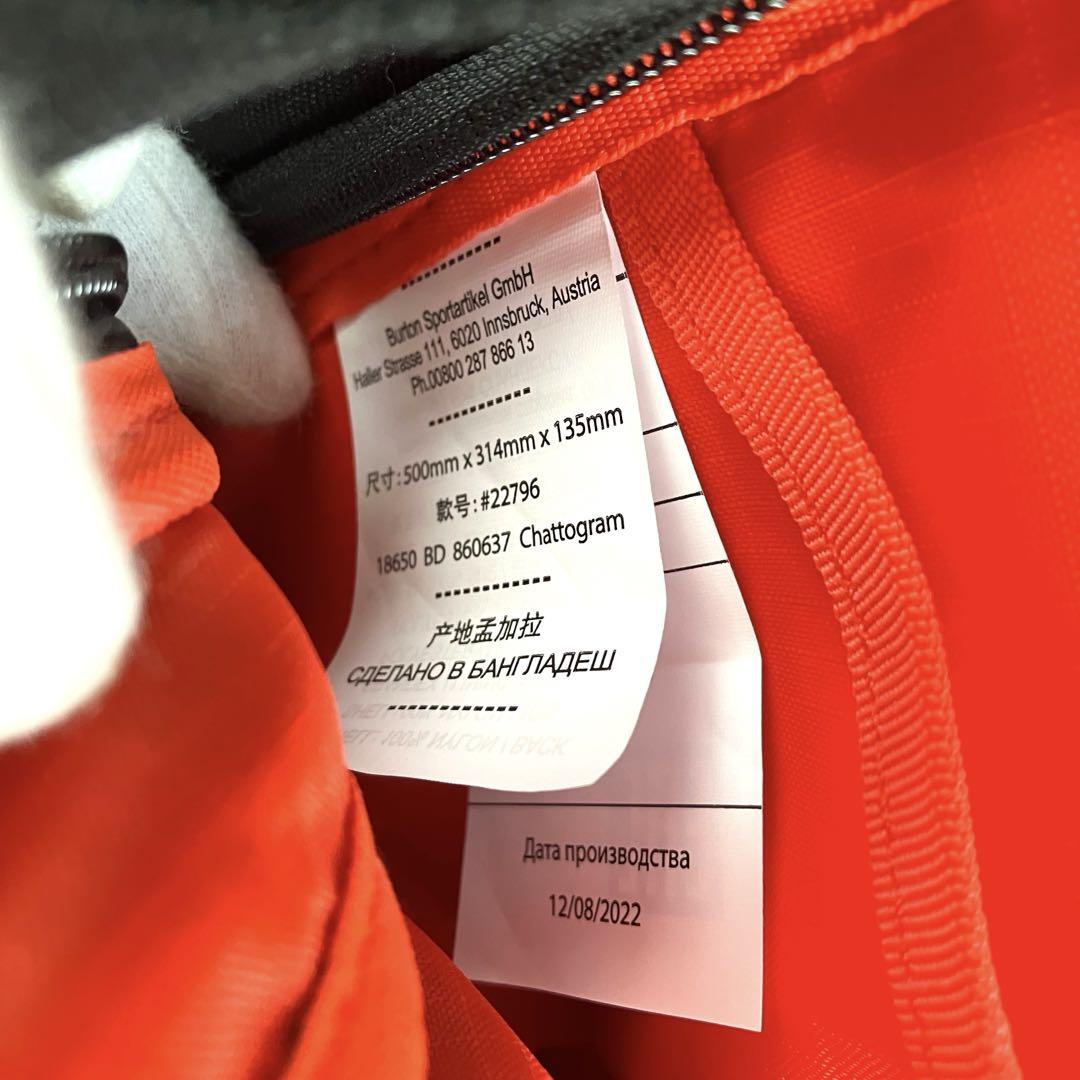 ------------
Burton Sportartikel GmbH
Haller Strasse 111, 6020 Innsbruck, Austria
Ph.00800 287 866 13
------------
尺寸:500mm x 314mm x 135mm
款号:#22796
18650 BD 860637 Chattogram
------------
产地孟加拉
СДЕЛАНО В БАНГЛАДЕШ
------------
Дата производства
12/08/2022